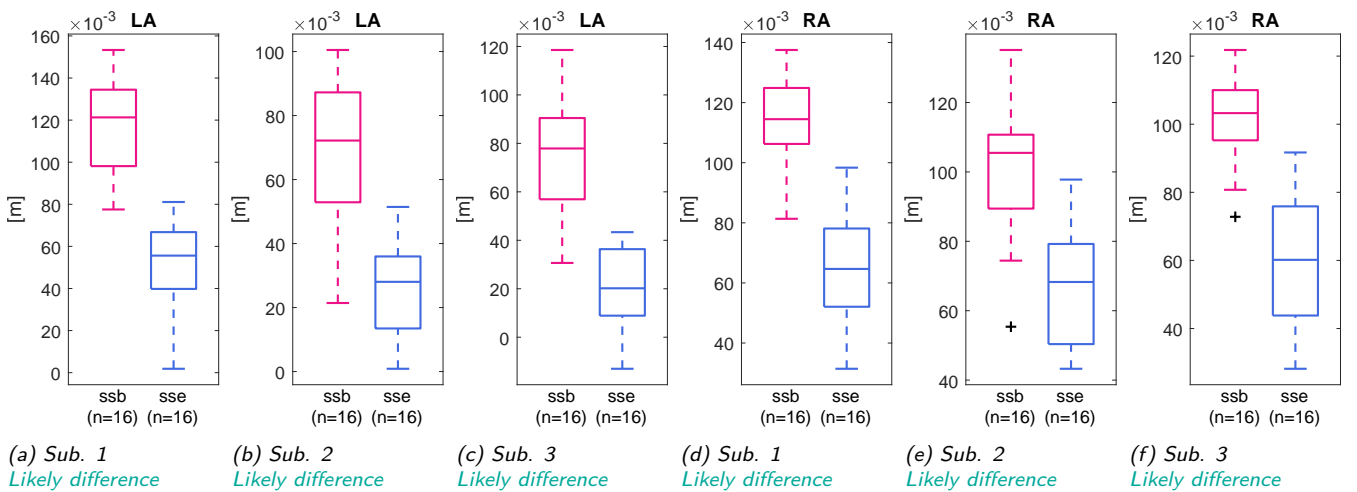 ×10⁻³ LA
[m]
160
140
120
100
80
60
40
20
0
ssb sse
(n=16) (n=16)
(a) Sub. 1
Likely difference
×10⁻³ LA
[m]
100
80
60
40
20
0
ssb sse
(n=16) (n=16)
(b) Sub. 2
Likely difference
×10⁻³ LA
[m]
120
100
80
60
40
20
0
ssb sse
(n=16) (n=16)
(c) Sub. 3
Likely difference
×10⁻³ RA
[m]
140
120
100
80
60
40
ssb sse
(n=16) (n=16)
(d) Sub. 1
Likely difference
×10⁻³ RA
[m]
120
100
80
60
40
ssb sse
(n=16) (n=16)
(e) Sub. 2
Likely difference
×10⁻³ RA
[m]
120
100
80
60
40
ssb sse
(n=16) (n=16)
(f) Sub. 3
Likely difference